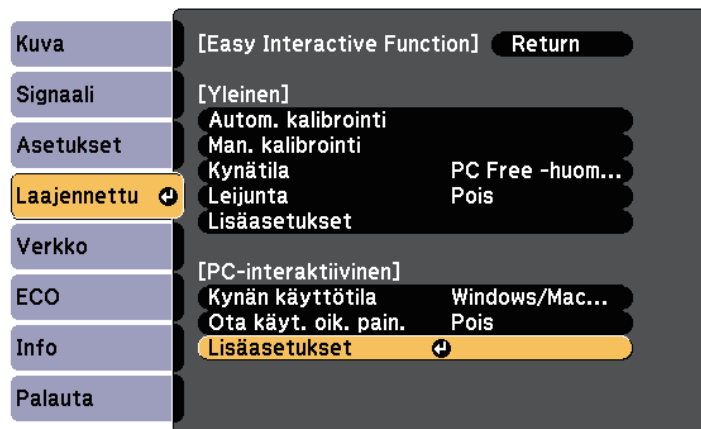 Kuva
Signaali
Asetukset
Laajennettu
Verkko
ECO
Info
Palauta
[Easy Interactive Function] Return
[Yleinen]
Autom. kalibrointi
Man. kalibrointi
Kynätila PC Free -huom...
Leijunta Pois
Lisäasetukset
[PC-interaktiivinen]
Kynän käyttötila Windows/Mac...
Ota käyt. oik. pain. Pois
Lisäasetukset